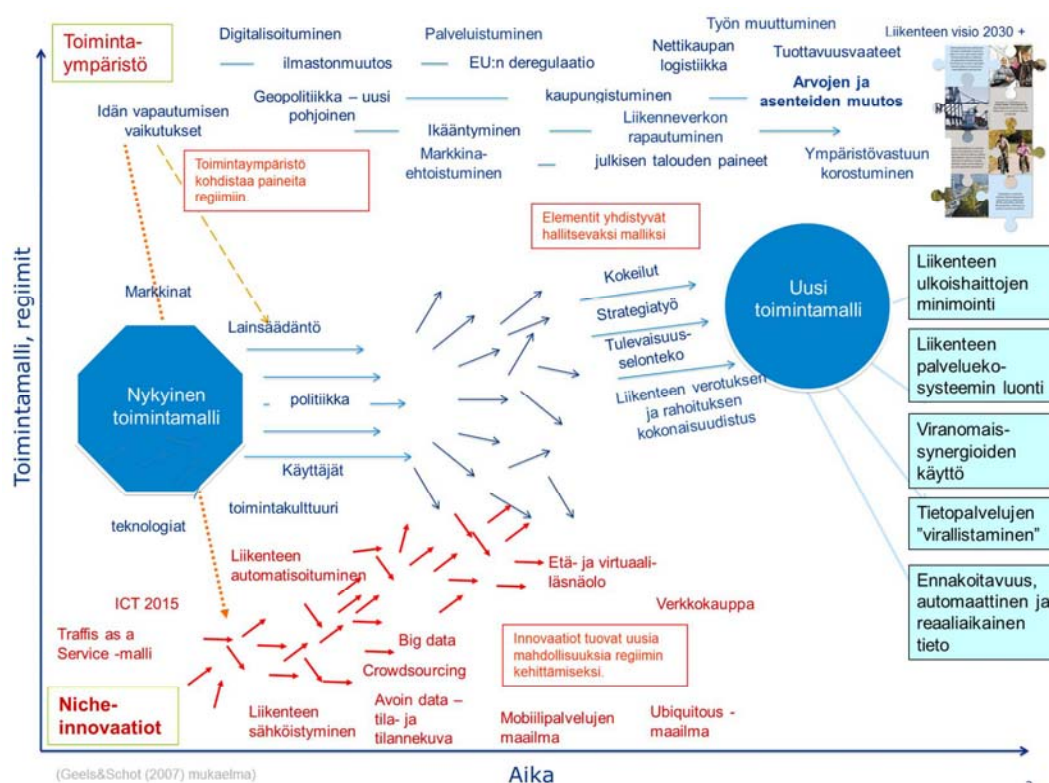 Toiminta-
ympäristö
Digitalisoituminen
Palveluistuminen
Työn muuttuminen
Liikenteen visio 2030 +
ilmastonmuutos
EU:n deregulaatio
Nettikaupan
logistiikka
Tuottavuusvaateet
Geopolitiikka – uusi
pohjoinen
kaupungistuminen
Arvojen ja
asenteiden muutos
Idän vapautumisen
vaikutukset
Ikääntyminen
Liikenneverkon
rapautuminen
Markkina-
ehtoistuminen
julkisen talouden paineet
Ympäristövastuun
korostuminen
Toimintaympäristö
kohdistaa paineita
regiimiin.
Elementit yhdistyvät
hallitsevaksi malliksi
Toimintamalli, regiimit
Markkinat
Lainsäädäntö
Nykyinen
toimintamalli
politiikka
Käyttäjät
teknologiat
toimintakulttuuri
Kokeilut
Strategiatyö
Tulevaisuus-
selonteko
Liikenteen verotuksen
ja rahoituksen
kokonaisuudistus
Uusi
toimintamalli
Liikenteen
ulkoishaittojen
minimointi
Liikenteen
palvelueko-
systeemin luonti
Viranomais-
synergioiden
käyttö
Tietopalvelujen
"virallistaminen"
Ennakoitavuus,
automaattinen ja
reaaliaikainen
tieto
Liikenteen
automatisoituminen
Etä- ja virtuaali-
läsnäolo
ICT 2015
Verkkokauppa
Traffis as a
Service -malli
Big data
Crowdsourcing
Innovaatiot tuovat uusia
mahdollisuuksia regiimin
kehittämiseksi.
Niche-
innovaatiot
Liikenteen
sähköistyminen
Avoin data –
tila- ja
tilannekuva
Mobiilipalvelujen
maailma
Ubiquitous -
maailma
(Geels&Schot (2007) mukaelma)
Aika